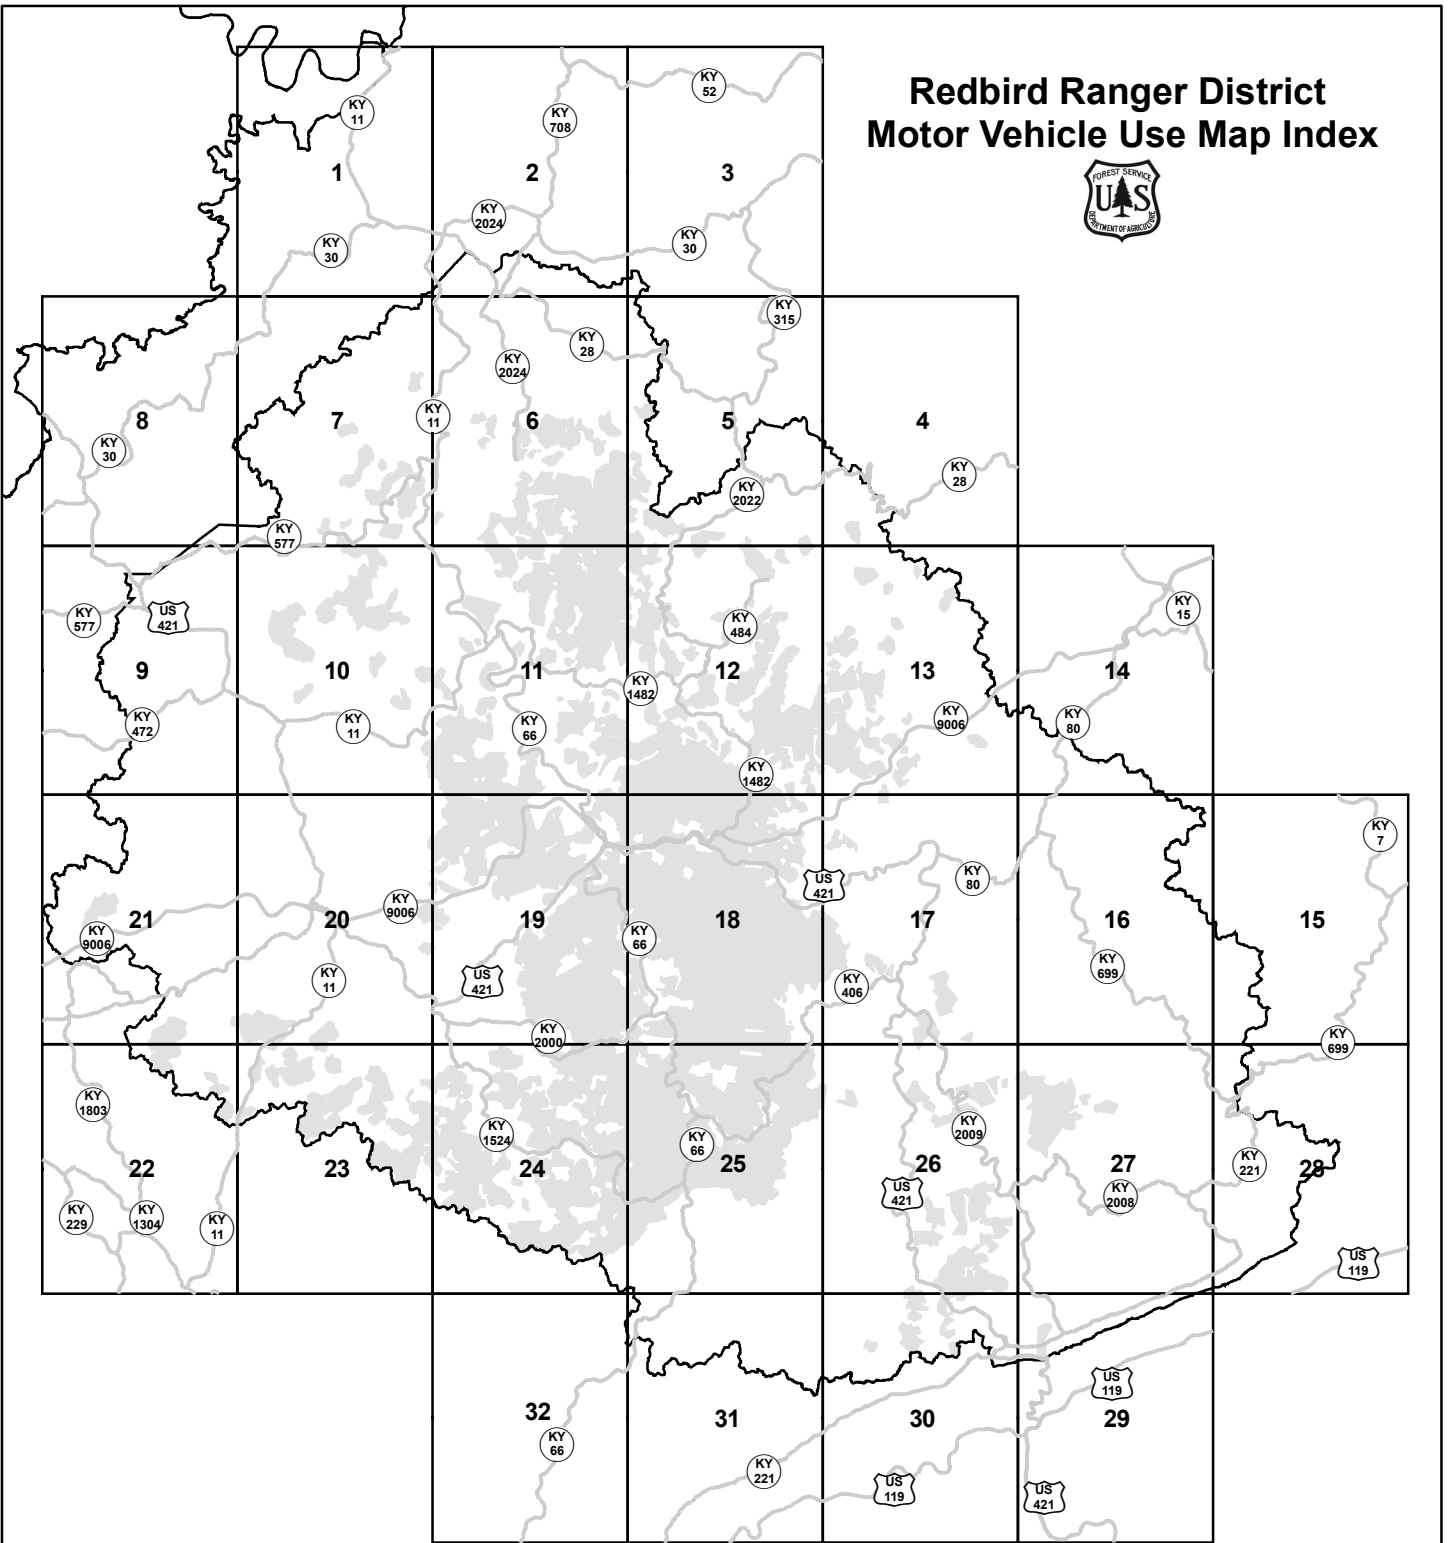 Redbird Ranger District
Motor Vehicle Use Map Index
FOREST SERVICE
U S
DEPARTMENT OF AGRICULTURE
KY
52
KY
11
KY
708
1
2
3
KY
2024
KY
30
KY
30
KY
315
KY
28
KY
2024
KY
11
8
7
6
5
4
KY
30
KY
28
KY
2022
KY
577
KY
15
KY
577
US
421
KY
484
9
10
11
12
13
14
KY
1482
KY
472
KY
11
KY
66
KY
9006
KY
80
KY
1482
KY
7
US
421
KY
80
KY
9006
21
20
19
18
17
16
15
KY
9006
KY
66
KY
699
US
421
KY
11
KY
406
KY
2000
KY
699
KY
1803
KY
1524
KY
66
KY
2009
22
23
24
25
26
27
28
KY
221
US
421
KY
2008
KY
229
KY
1304
KY
11
US
119
US
119
32
31
30
29
KY
66
KY
221
US
119
US
421